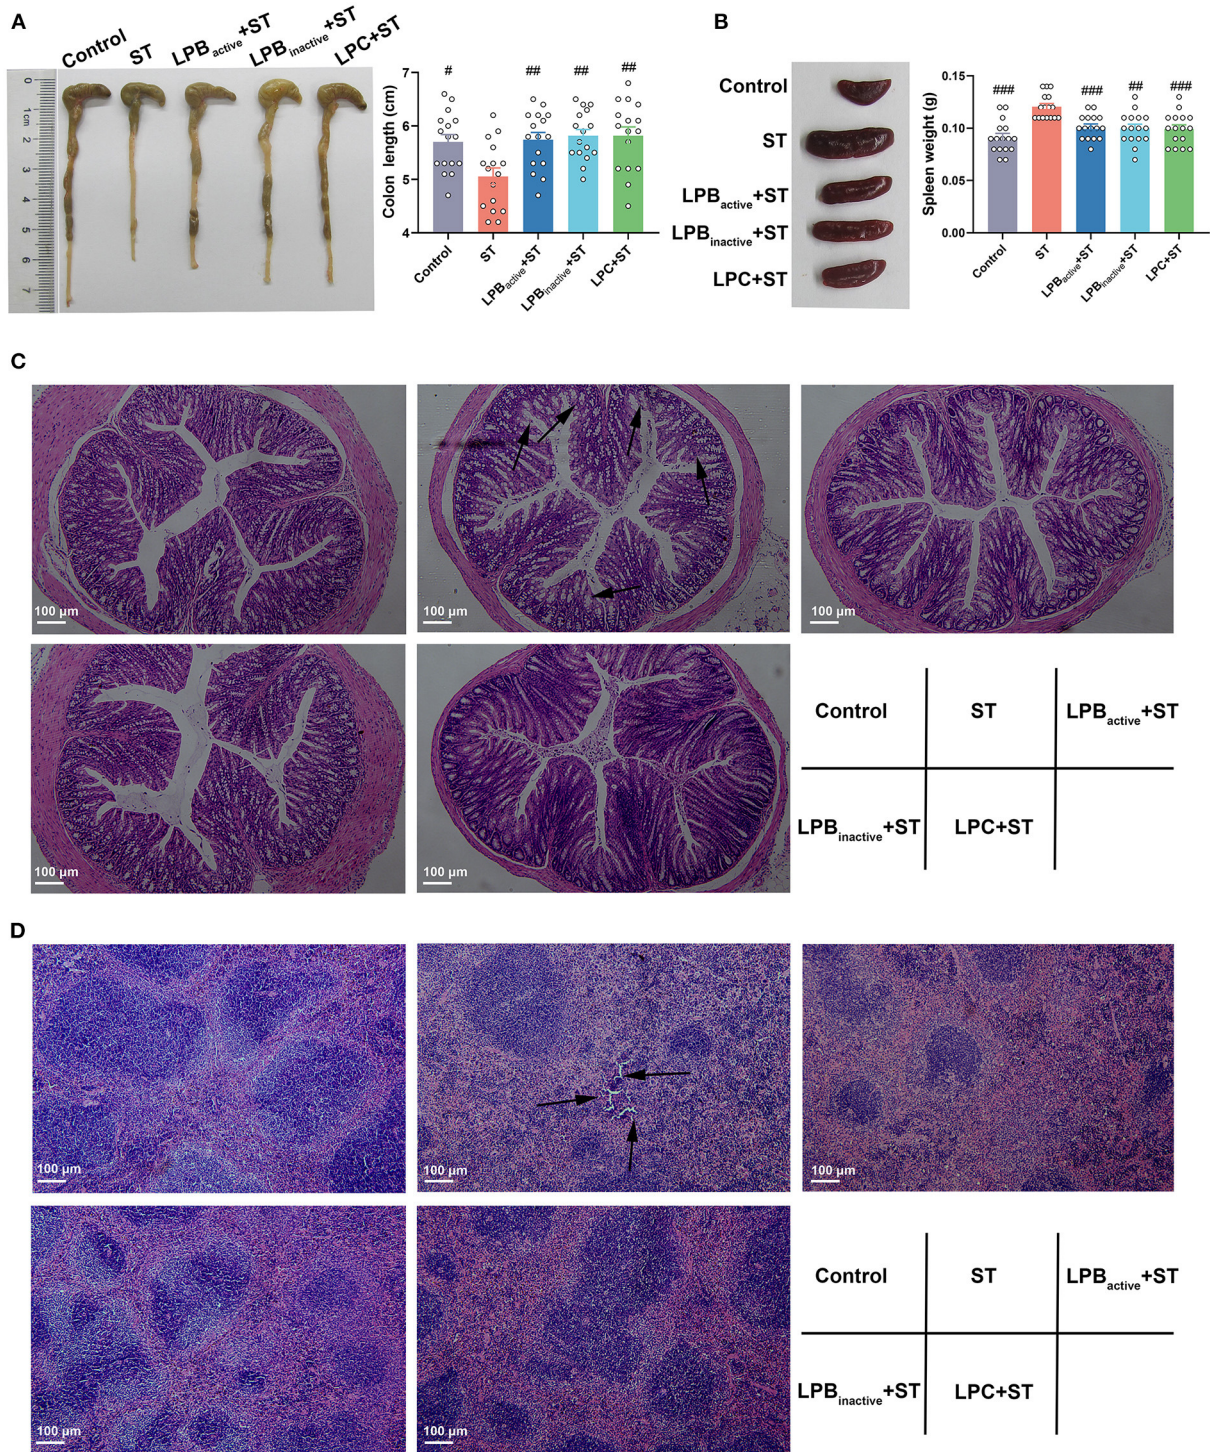 A
Control
ST
LPB active+ST
LPB inactive+ST
LPC+ST
0
1cm
2
3
4
5
6
7
Colon length (cm)
7
6
5
4
#
##
##
##
Control
ST
LPBactive+ST
LPBinactive+ST
LPC+ST
B
Control
ST
LPBactive+ST
LPBinactive+ST
LPC+ST
Spleen weight (g)
0.15
0.10
0.05
0.00
###
###
##
###
Control
ST
LPBactive+ST
LPBinactive+ST
LPC+ST
C
100 µm
100 µm
100 µm
100 µm
100 µm
Control
ST
LPBactive+ST
LPBinactive+ST
LPC+ST
D
100 µm
100 µm
100 µm
100 µm
100 µm
Control
ST
LPBactive+ST
LPBinactive+ST
LPC+ST